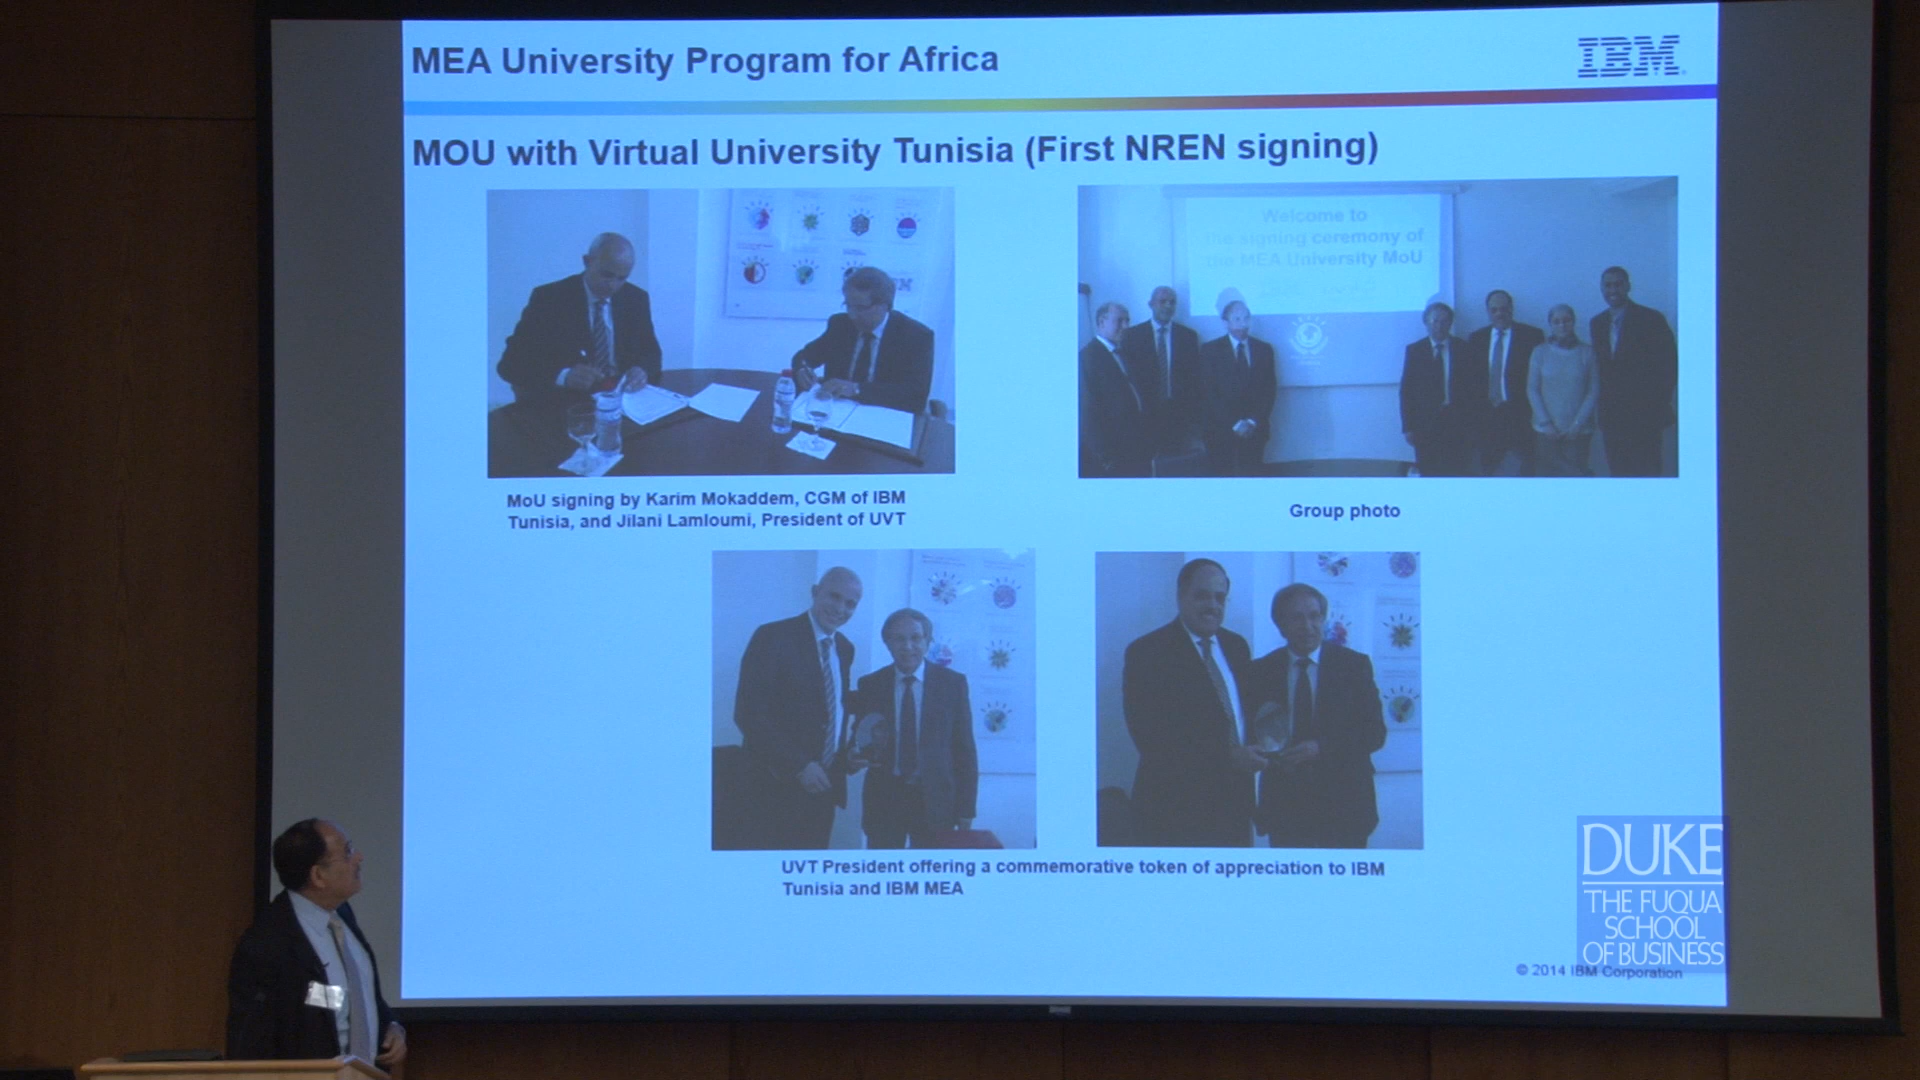 MEA University Program for Africa
IBM
MOU with Virtual University Tunisia (First NREN signing)
Welcome to
the signing ceremony of
the MEA University MoU
MoU signing by Karim Mokaddem, CGM of IBM
Tunisia, and Jilani Lamloumi, President of UVT
Group photo
UVT President offering a commemorative token of appreciation to IBM
Tunisia and IBM MEA
DUKE
THE FUQUA
SCHOOL
OF BUSINESS
© 2014 IBM Corporation